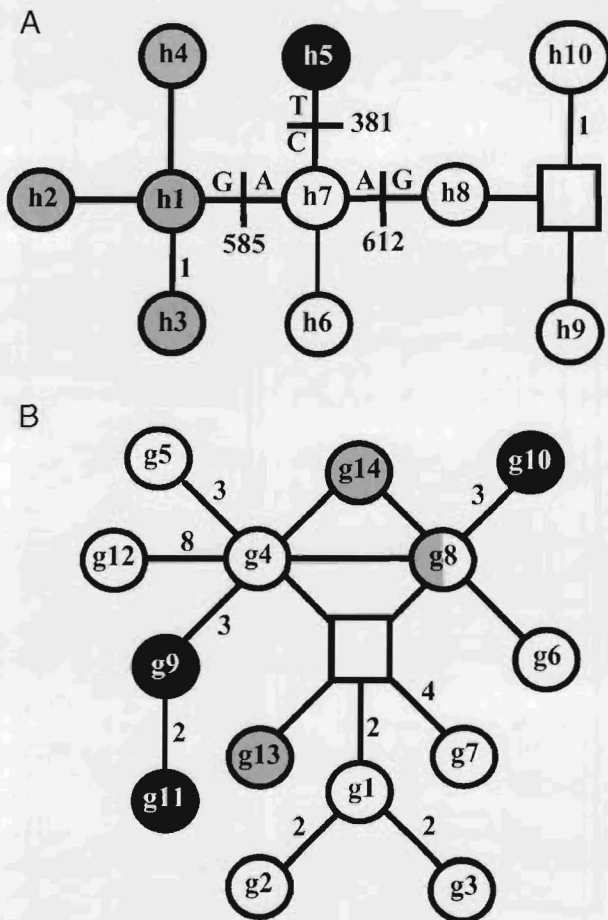 A
h4 h5 h10
T
381
C
1
h2 h1 G A h7 A G h8
585 612
1
h3 h6 h9
B
g5 g14 g10
3 3
g12 8 g4 g8
3
g9 g6
4
2 g13 2 g7
g11 g1
2 2
g2 g3